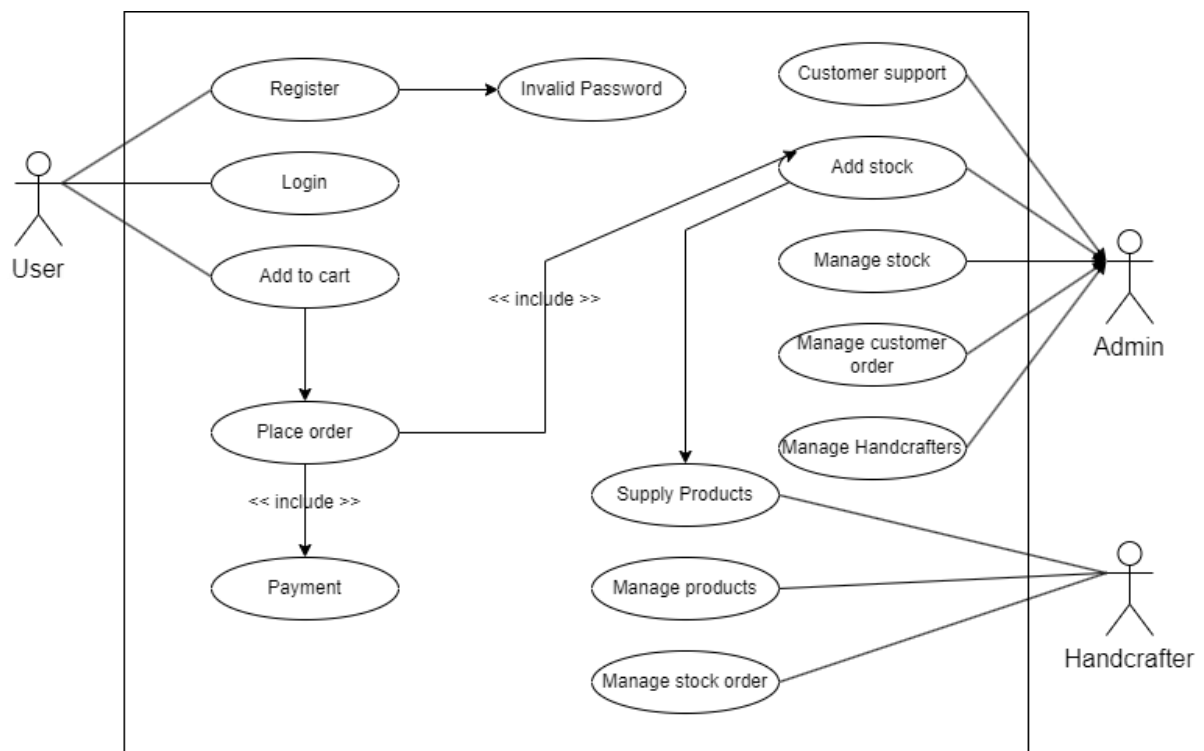 Register
Invalid Password
Customer support
Login
Add stock
User
Add to cart
Manage stock
<< include >>
Admin
Manage customer
order
Place order
Manage Handcrafters
<< include >>
Supply Products
Payment
Manage products
Handcrafter
Manage stock order